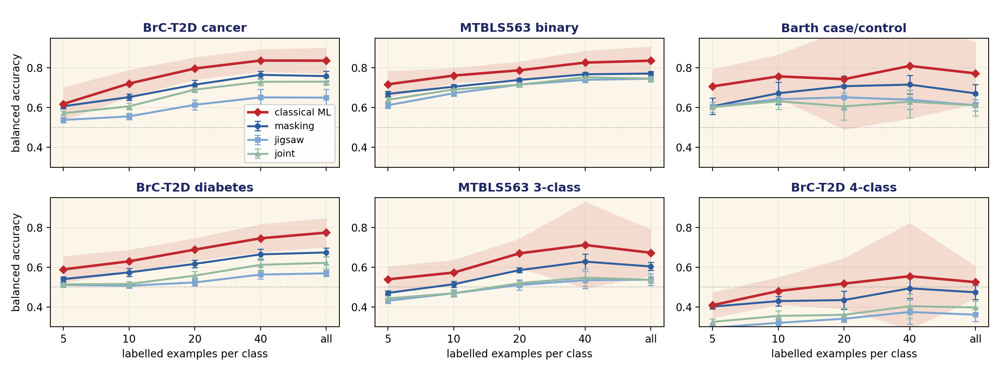 BrC-T2D cancer
MTBLS563 binary
Barth case/control
balanced accuracy
0.8
0.6
0.4
classical ML
masking
jigsaw
joint
0.8
0.6
0.4
0.8
0.6
0.4
BrC-T2D diabetes
MTBLS563 3-class
BrC-T2D 4-class
balanced accuracy
0.8
0.6
0.4
5 10 20 40 all
labelled examples per class
0.8
0.6
0.4
5 10 20 40 all
labelled examples per class
0.8
0.6
0.4
5 10 20 40 all
labelled examples per class